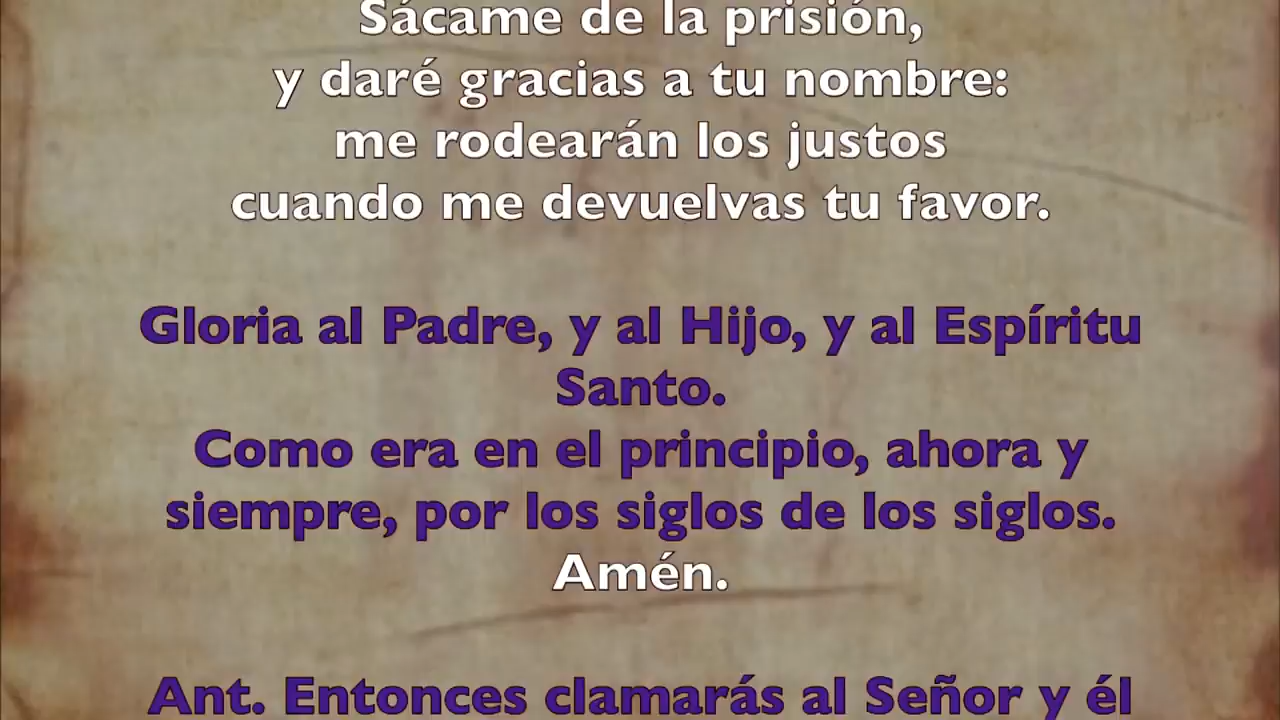 Sácame de la prisión,
y daré gracias a tu nombre:
me rodearán los justos
cuando me devuelvas tu favor.
Gloria al Padre, y al Hijo, y al Espíritu
Santo.
Como era en el principio, ahora y
siempre, por los siglos de los siglos.
Amén.
Ant. Entonces clamarás al Señor y él